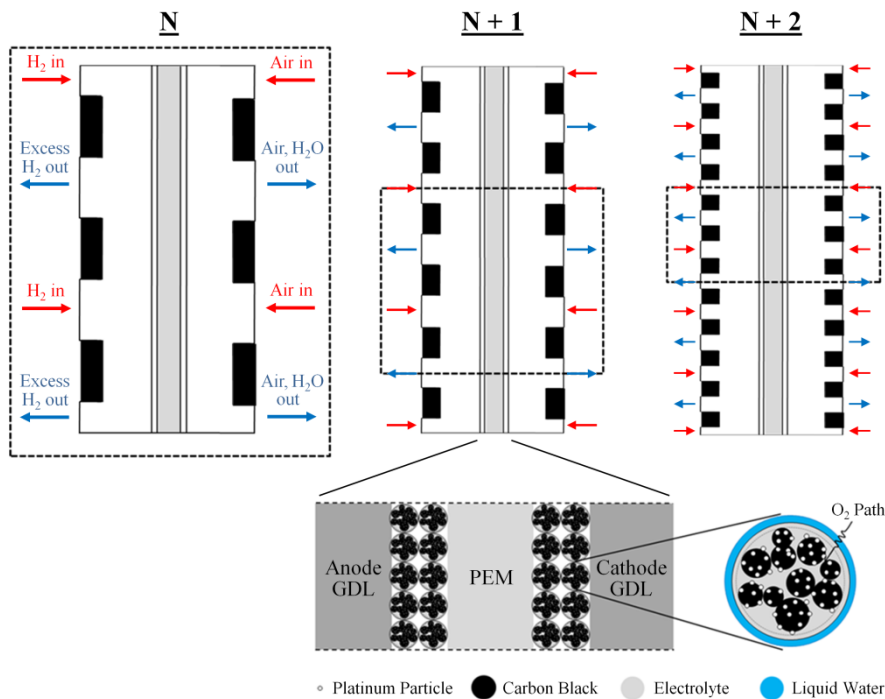 N
N + 1
N + 2
H₂ in
Air in
Excess
H₂ out
Air, H₂O
out
H₂ in
Air in
Excess
H₂ out
Air, H₂O
out
O₂ Path
Anode
GDL
PEM
Cathode
GDL
Platinum Particle
Carbon Black
Electrolyte
Liquid Water